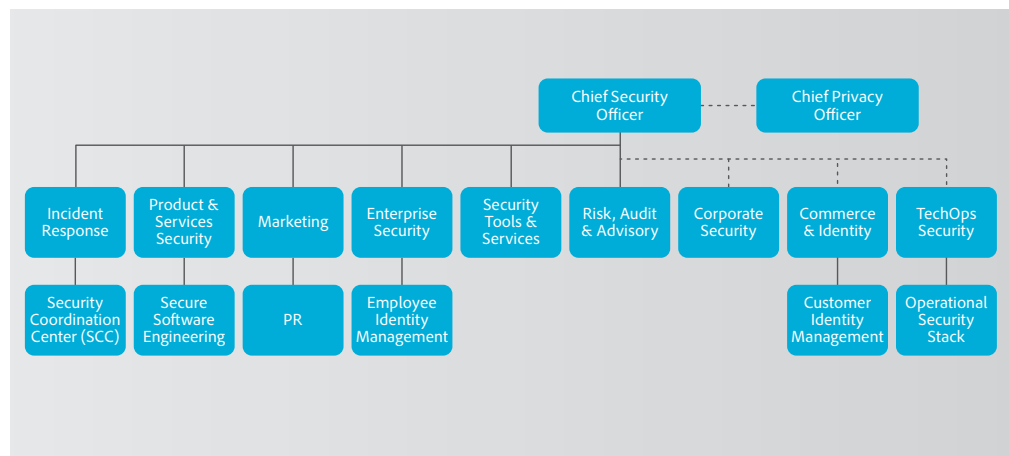 Chief Security
Officer
Chief Privacy
Officer
Incident
Response
Product &
Services
Security
Marketing
Enterprise
Security
Security
Tools &
Services
Risk, Audit
& Advisory
Corporate
Security
Commerce
& Identity
TechOps
Security
Security
Coordination
Center (SCC)
Secure
Software
Engineering
PR
Employee
Identity
Management
Customer
Identity
Management
Operational
Security
Stack